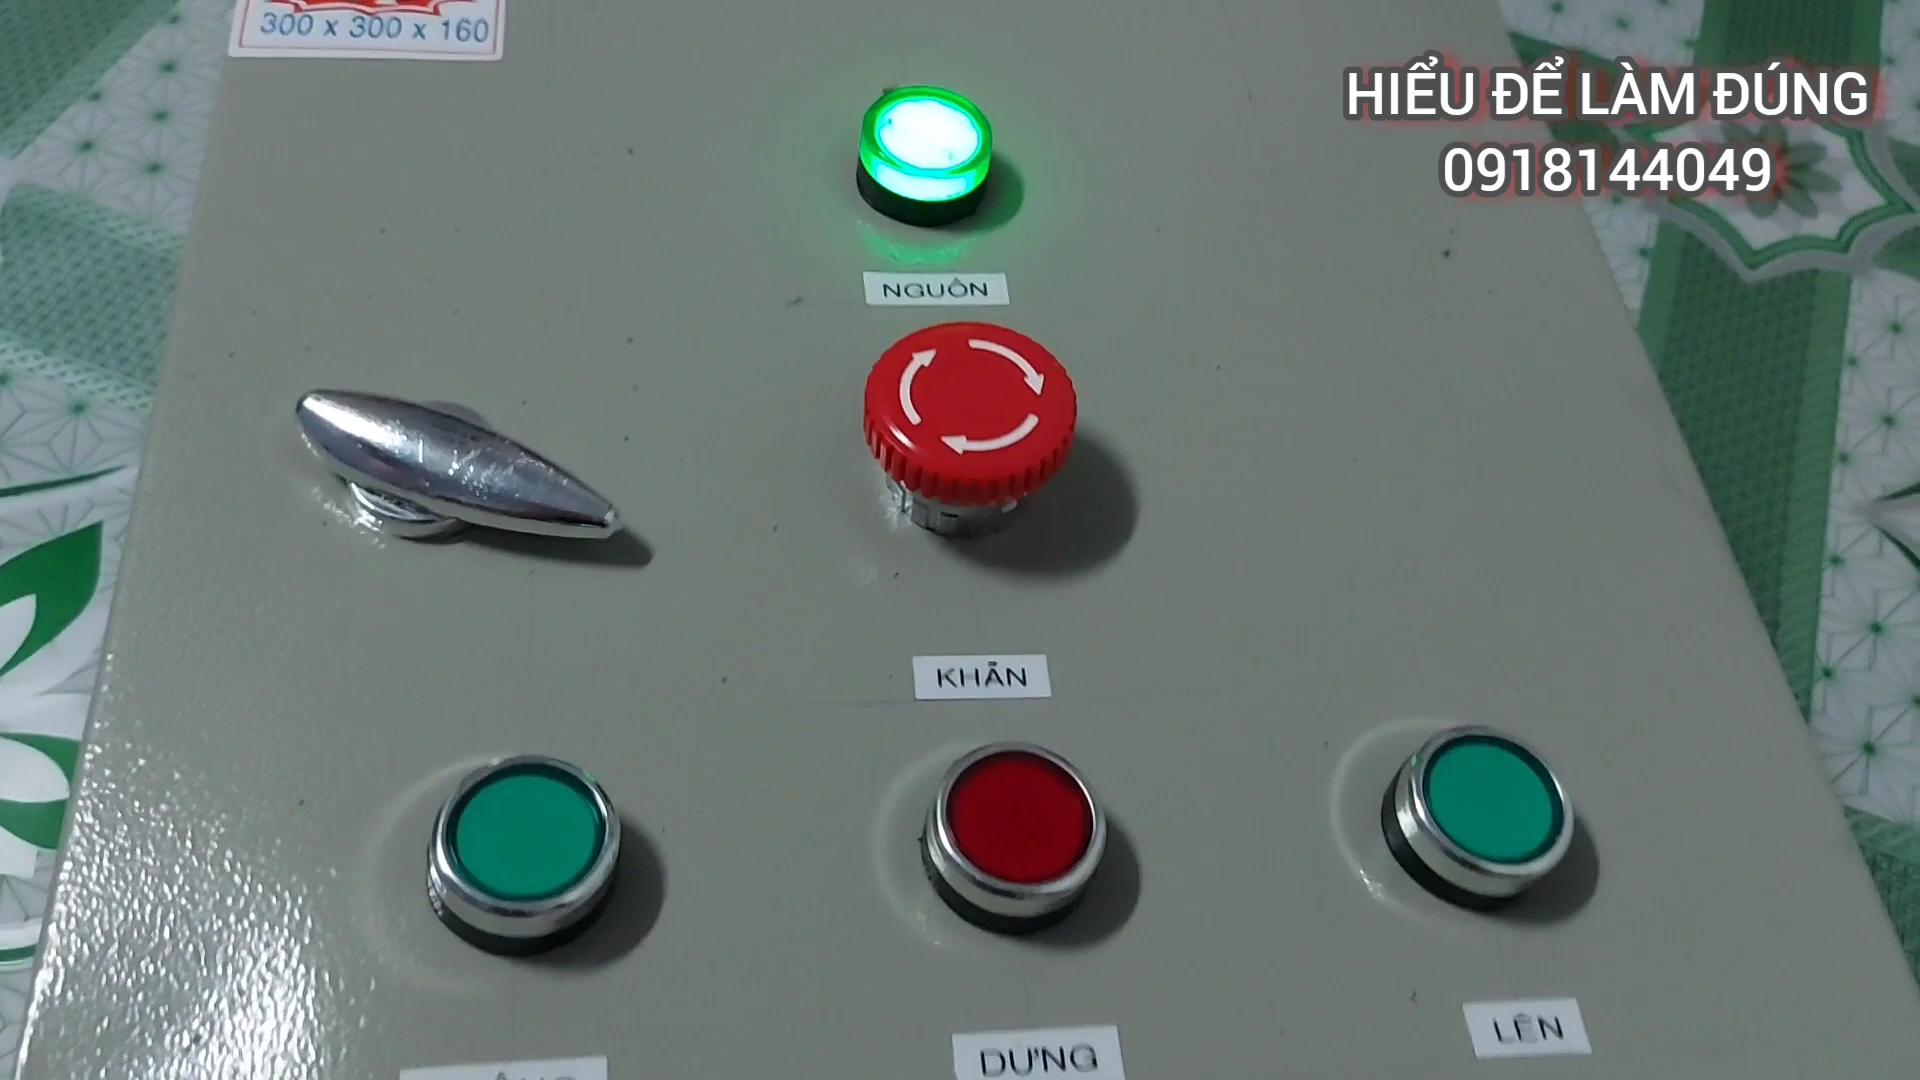 300 x 300 x 160
HIỂU ĐỂ LÀM ĐÚNG
0918144049
NGUỒN
KHẨN
LÊN
DỪNG